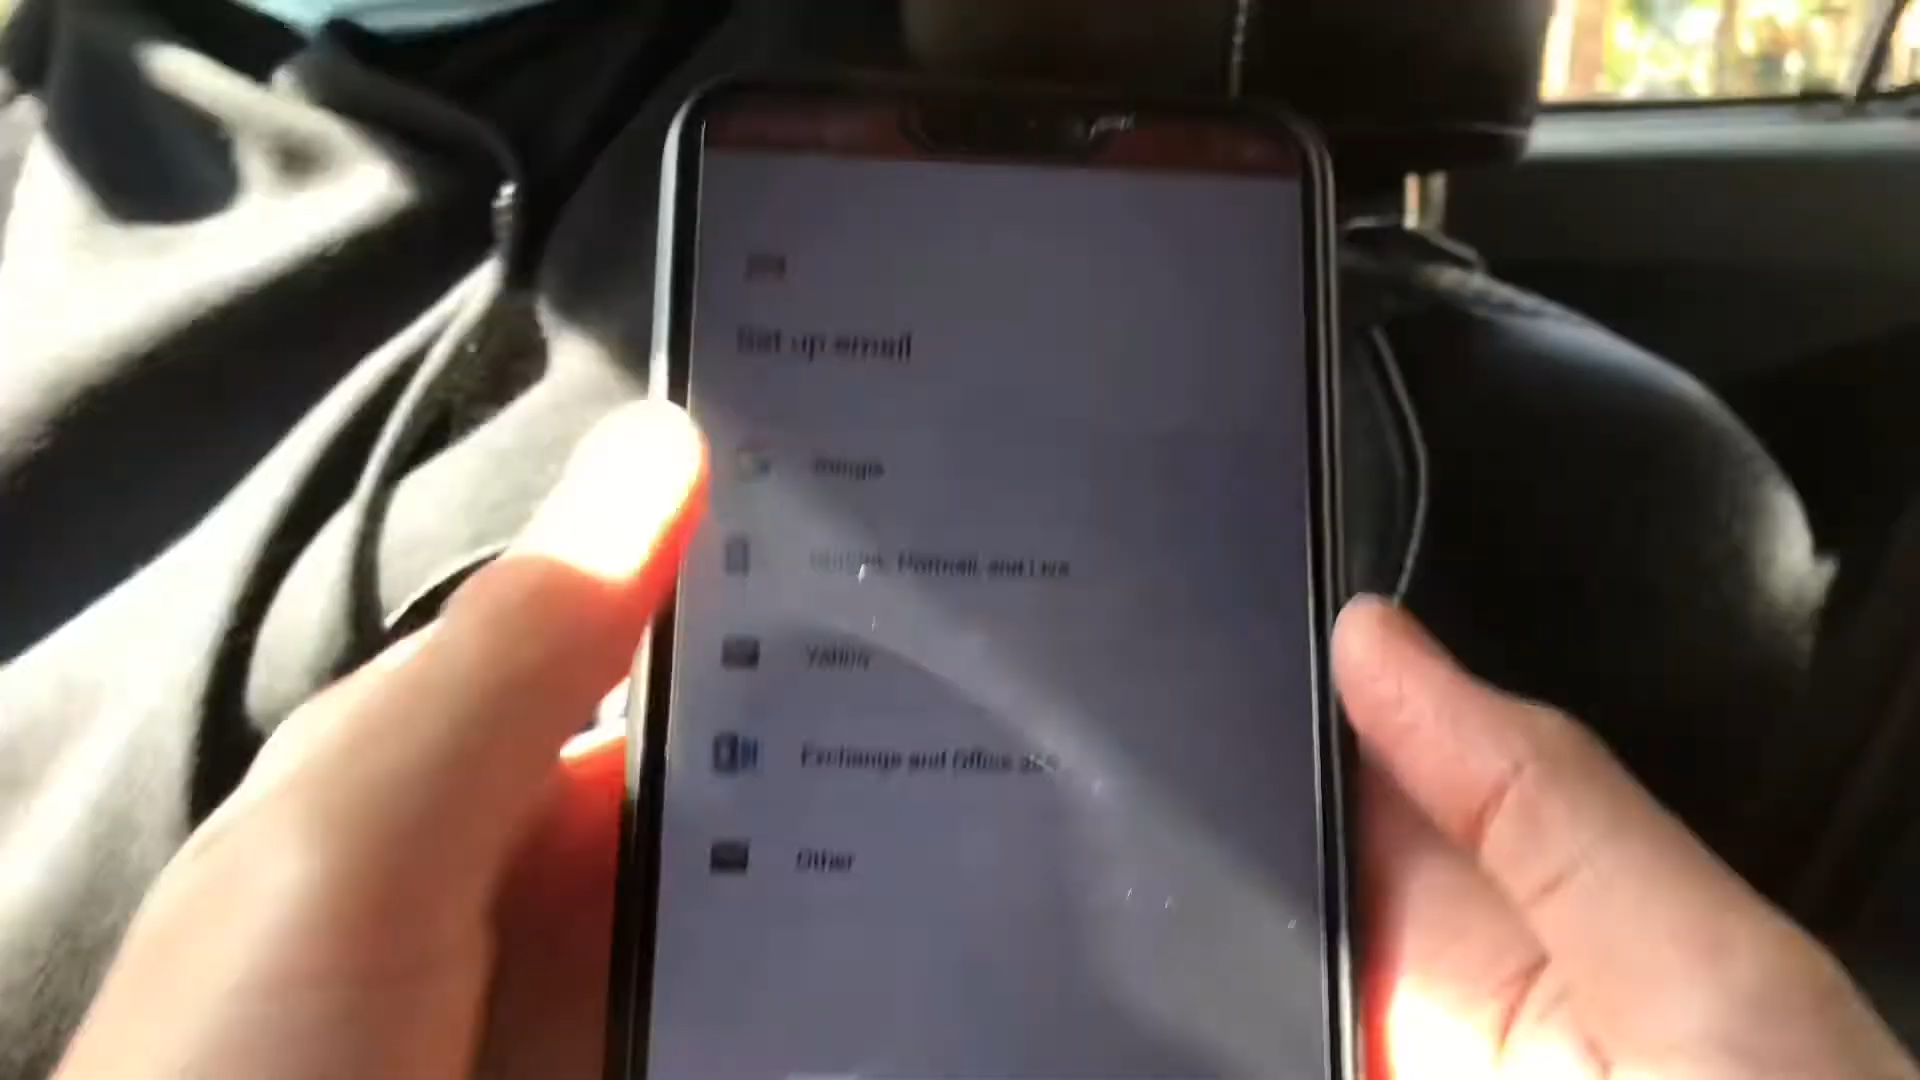 Set up email
Google
Outlook, Hotmail, and Live
Yahoo
Exchange and Office 365
Other